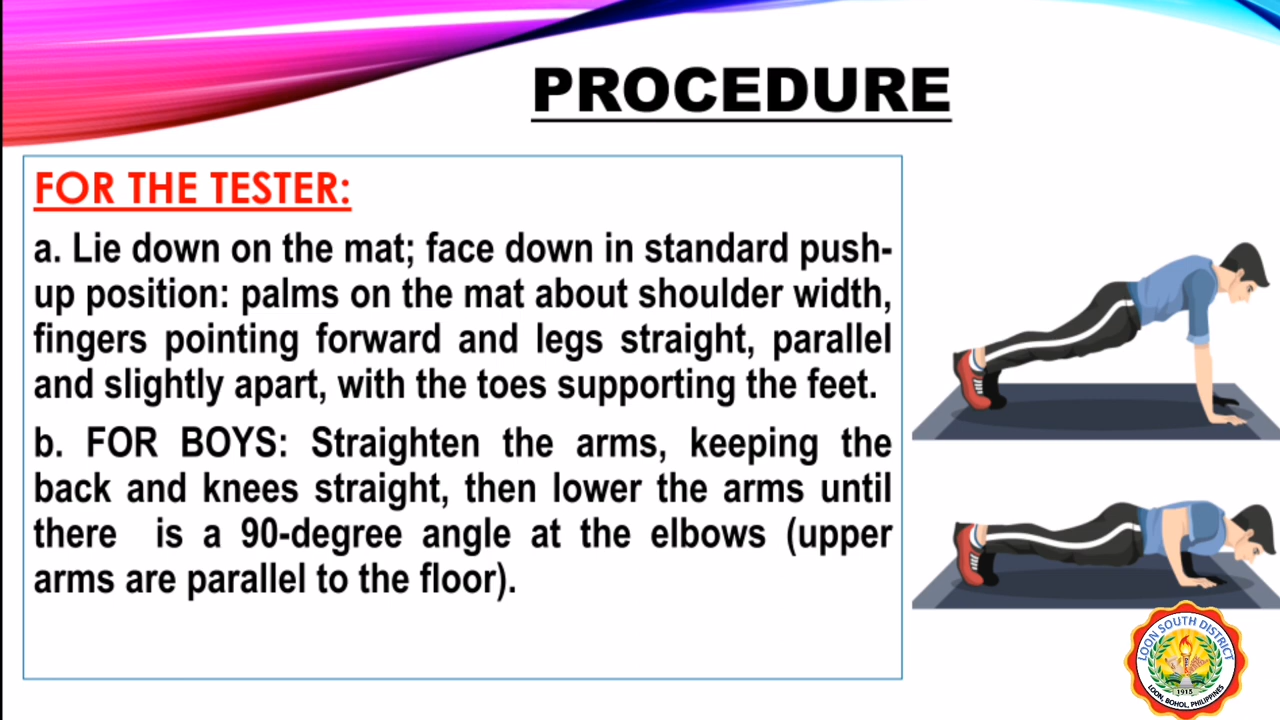 PROCEDURE
FOR THE TESTER:
a. Lie down on the mat; face down in standard push-
up position: palms on the mat about shoulder width,
fingers pointing forward and legs straight, parallel
and slightly apart, with the toes supporting the feet.
b. FOR BOYS: Straighten the arms, keeping the
back and knees straight, then lower the arms until
there is a 90-degree angle at the elbows (upper
arms are parallel to the floor).
LOON SOUTH DISTRICT
1918
LOON, BOHOL, PHILIPPINES